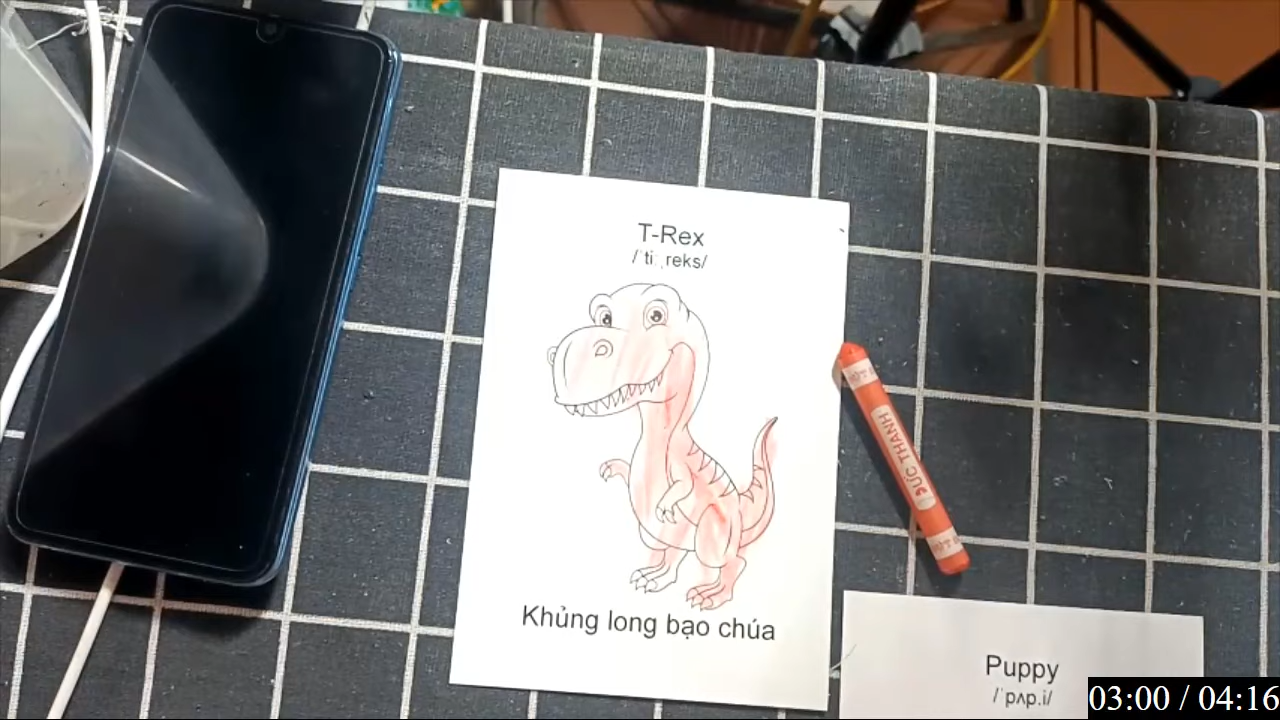 T-Rex
/ˈtiːˌreks/
Khủng long bạo chúa
ĐỨC THÀNH
Puppy
/ˈpʌp.i/
03:00 / 04:16